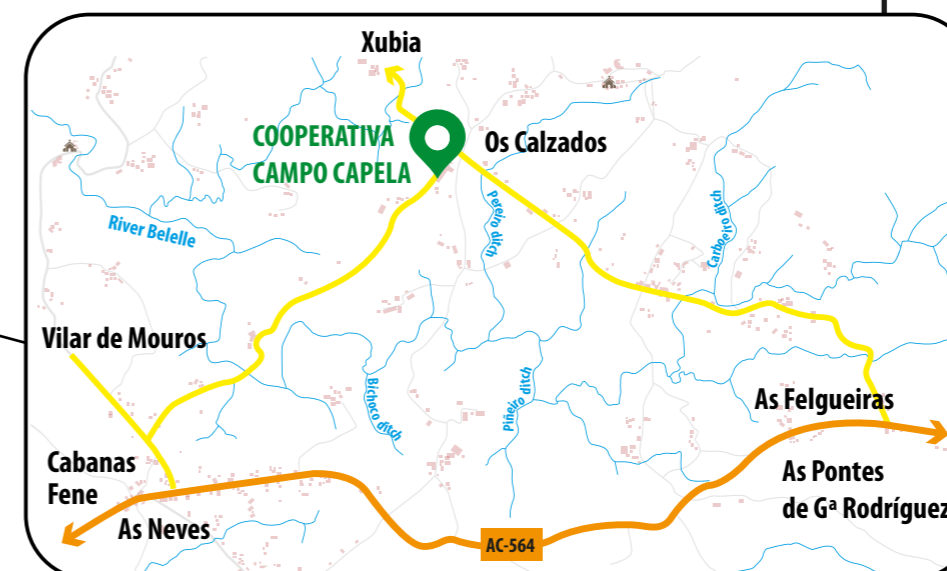 Xubia
COOPERATIVA
CAMPO CAPELA
Os Calzados
Pereiro ditch
Carboeiro ditch
River Belelle
Vilar de Mouros
Bichoco ditch
Piñeiro ditch
As Felgueiras
Cabanas
Fene
As Pontes
de Gª Rodríguez
As Neves
AC-564